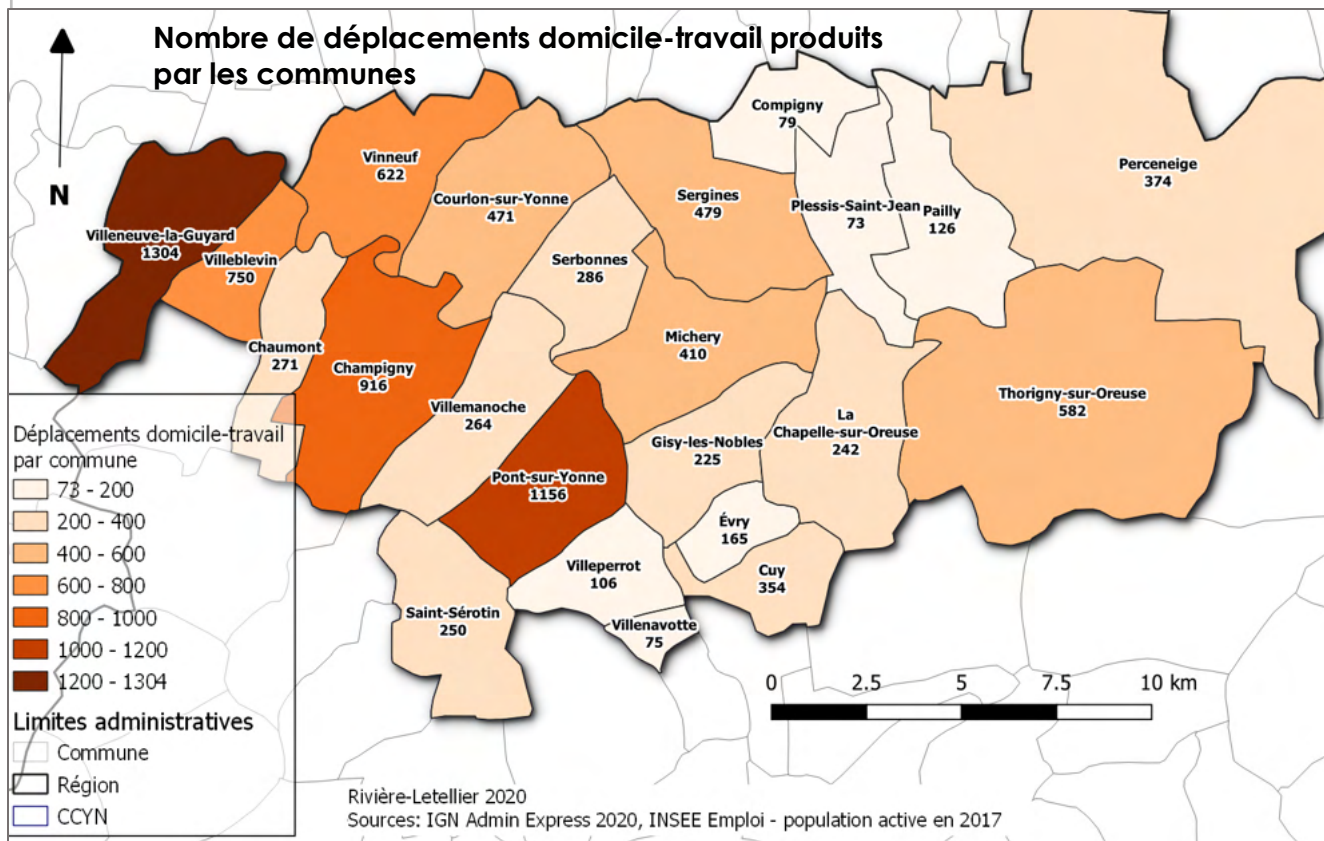 Nombre de déplacements domicile-travail produits
par les communes
N
Compigny
79
Vinneuf
622
Perceneige
374
Courlon-sur-Yonne
471
Sergines
479
Plessis-Saint-Jean
73
Pailly
126
Villeneuve-la-Guyard
1304
Villeblevin
750
Serbonnes
286
Michery
410
Chaumont
271
Champigny
916
Villemanoche
264
La
Chapelle-sur-Oreuse
242
Thorigny-sur-Oreuse
582
Gisy-les-Nobles
225
Pont-sur-Yonne
1156
Évry
165
Villeperrot
106
Cuy
354
Saint-Sérotin
250
Villenavotte
75
Déplacements domicile-travail
par commune
73 - 200
200 - 400
400 - 600
600 - 800
800 - 1000
1000 - 1200
1200 - 1304
Limites administratives
Commune
Région
CCYN
0 2.5 5 7.5 10 km
Rivière-Letellier 2020
Sources: IGN Admin Express 2020, INSEE Emploi - population active en 2017